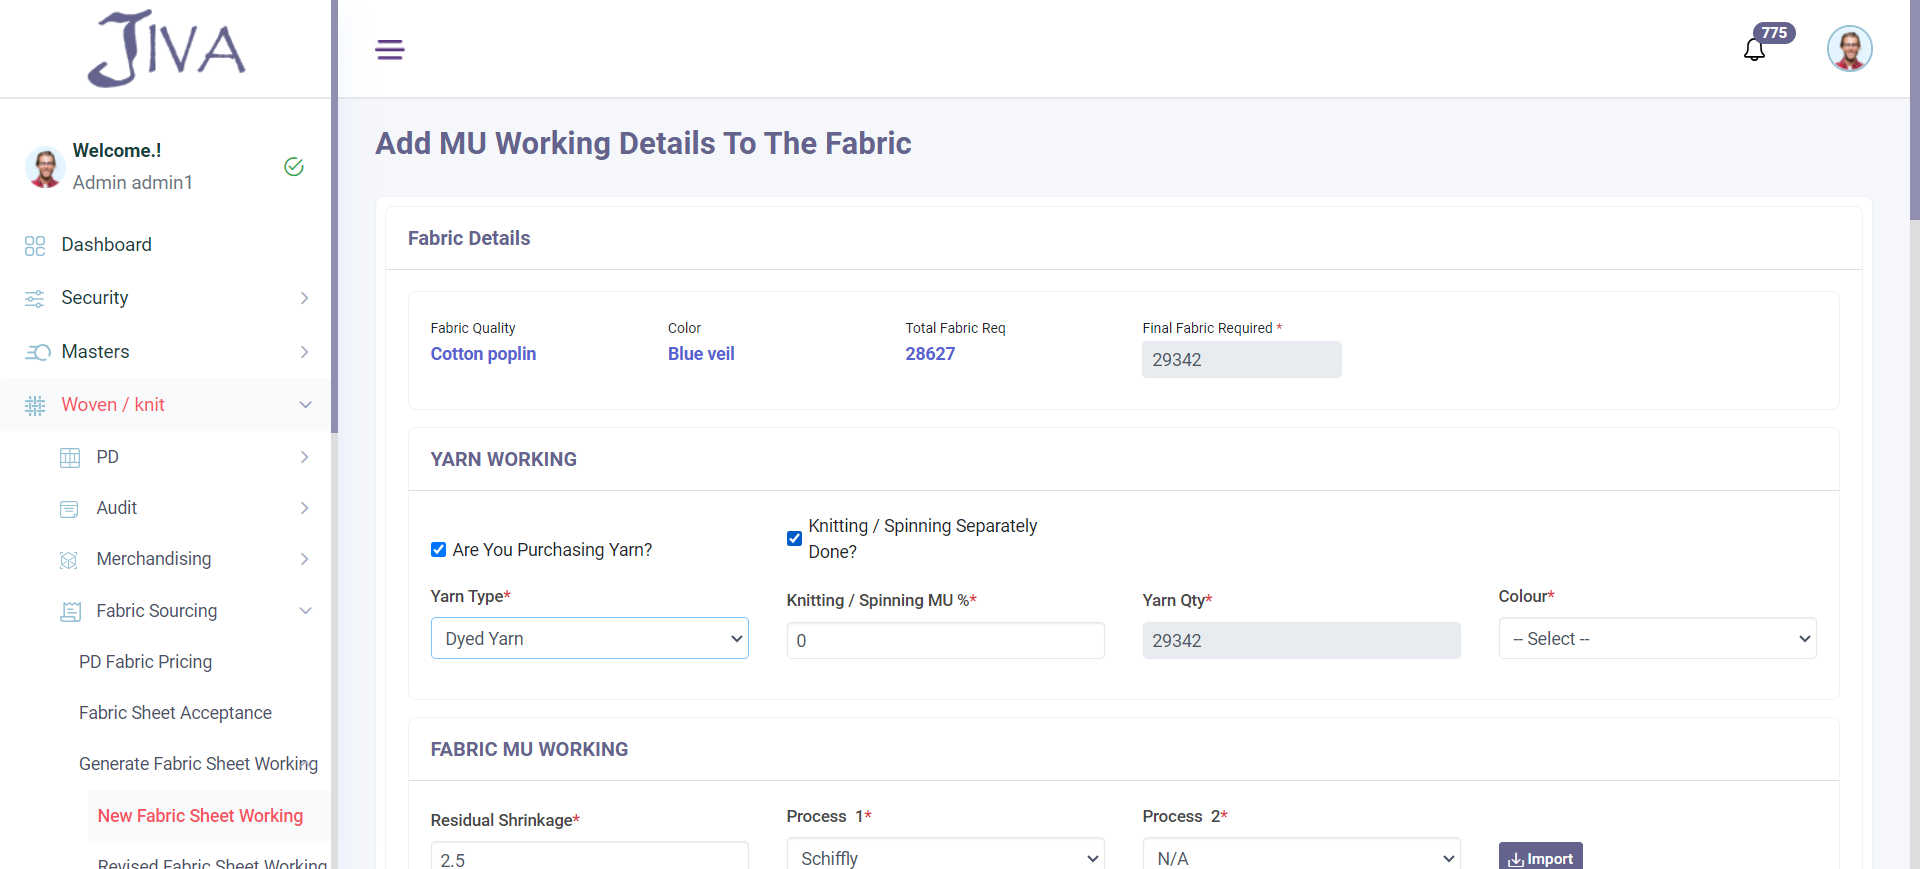 JIVA
775
Welcome.!
Admin admin1
Dashboard
Security
Masters
Woven / knit
PD
Audit
Merchandising
Fabric Sourcing
PD Fabric Pricing
Fabric Sheet Acceptance
Generate Fabric Sheet Working
New Fabric Sheet Working
Revised Fabric Sheet Working
Add MU Working Details To The Fabric
Fabric Details
Fabric Quality
Cotton poplin
Color
Blue veil
Total Fabric Req
28627
Final Fabric Required *
29342
YARN WORKING
Are You Purchasing Yarn?
Knitting / Spinning Separately
Done?
Yarn Type*
Dyed Yarn
Knitting / Spinning MU %*
0
Yarn Qty*
29342
Colour*
-- Select --
FABRIC MU WORKING
Residual Shrinkage*
2.5
Process 1*
Schiffly
Process 2*
N/A
Import